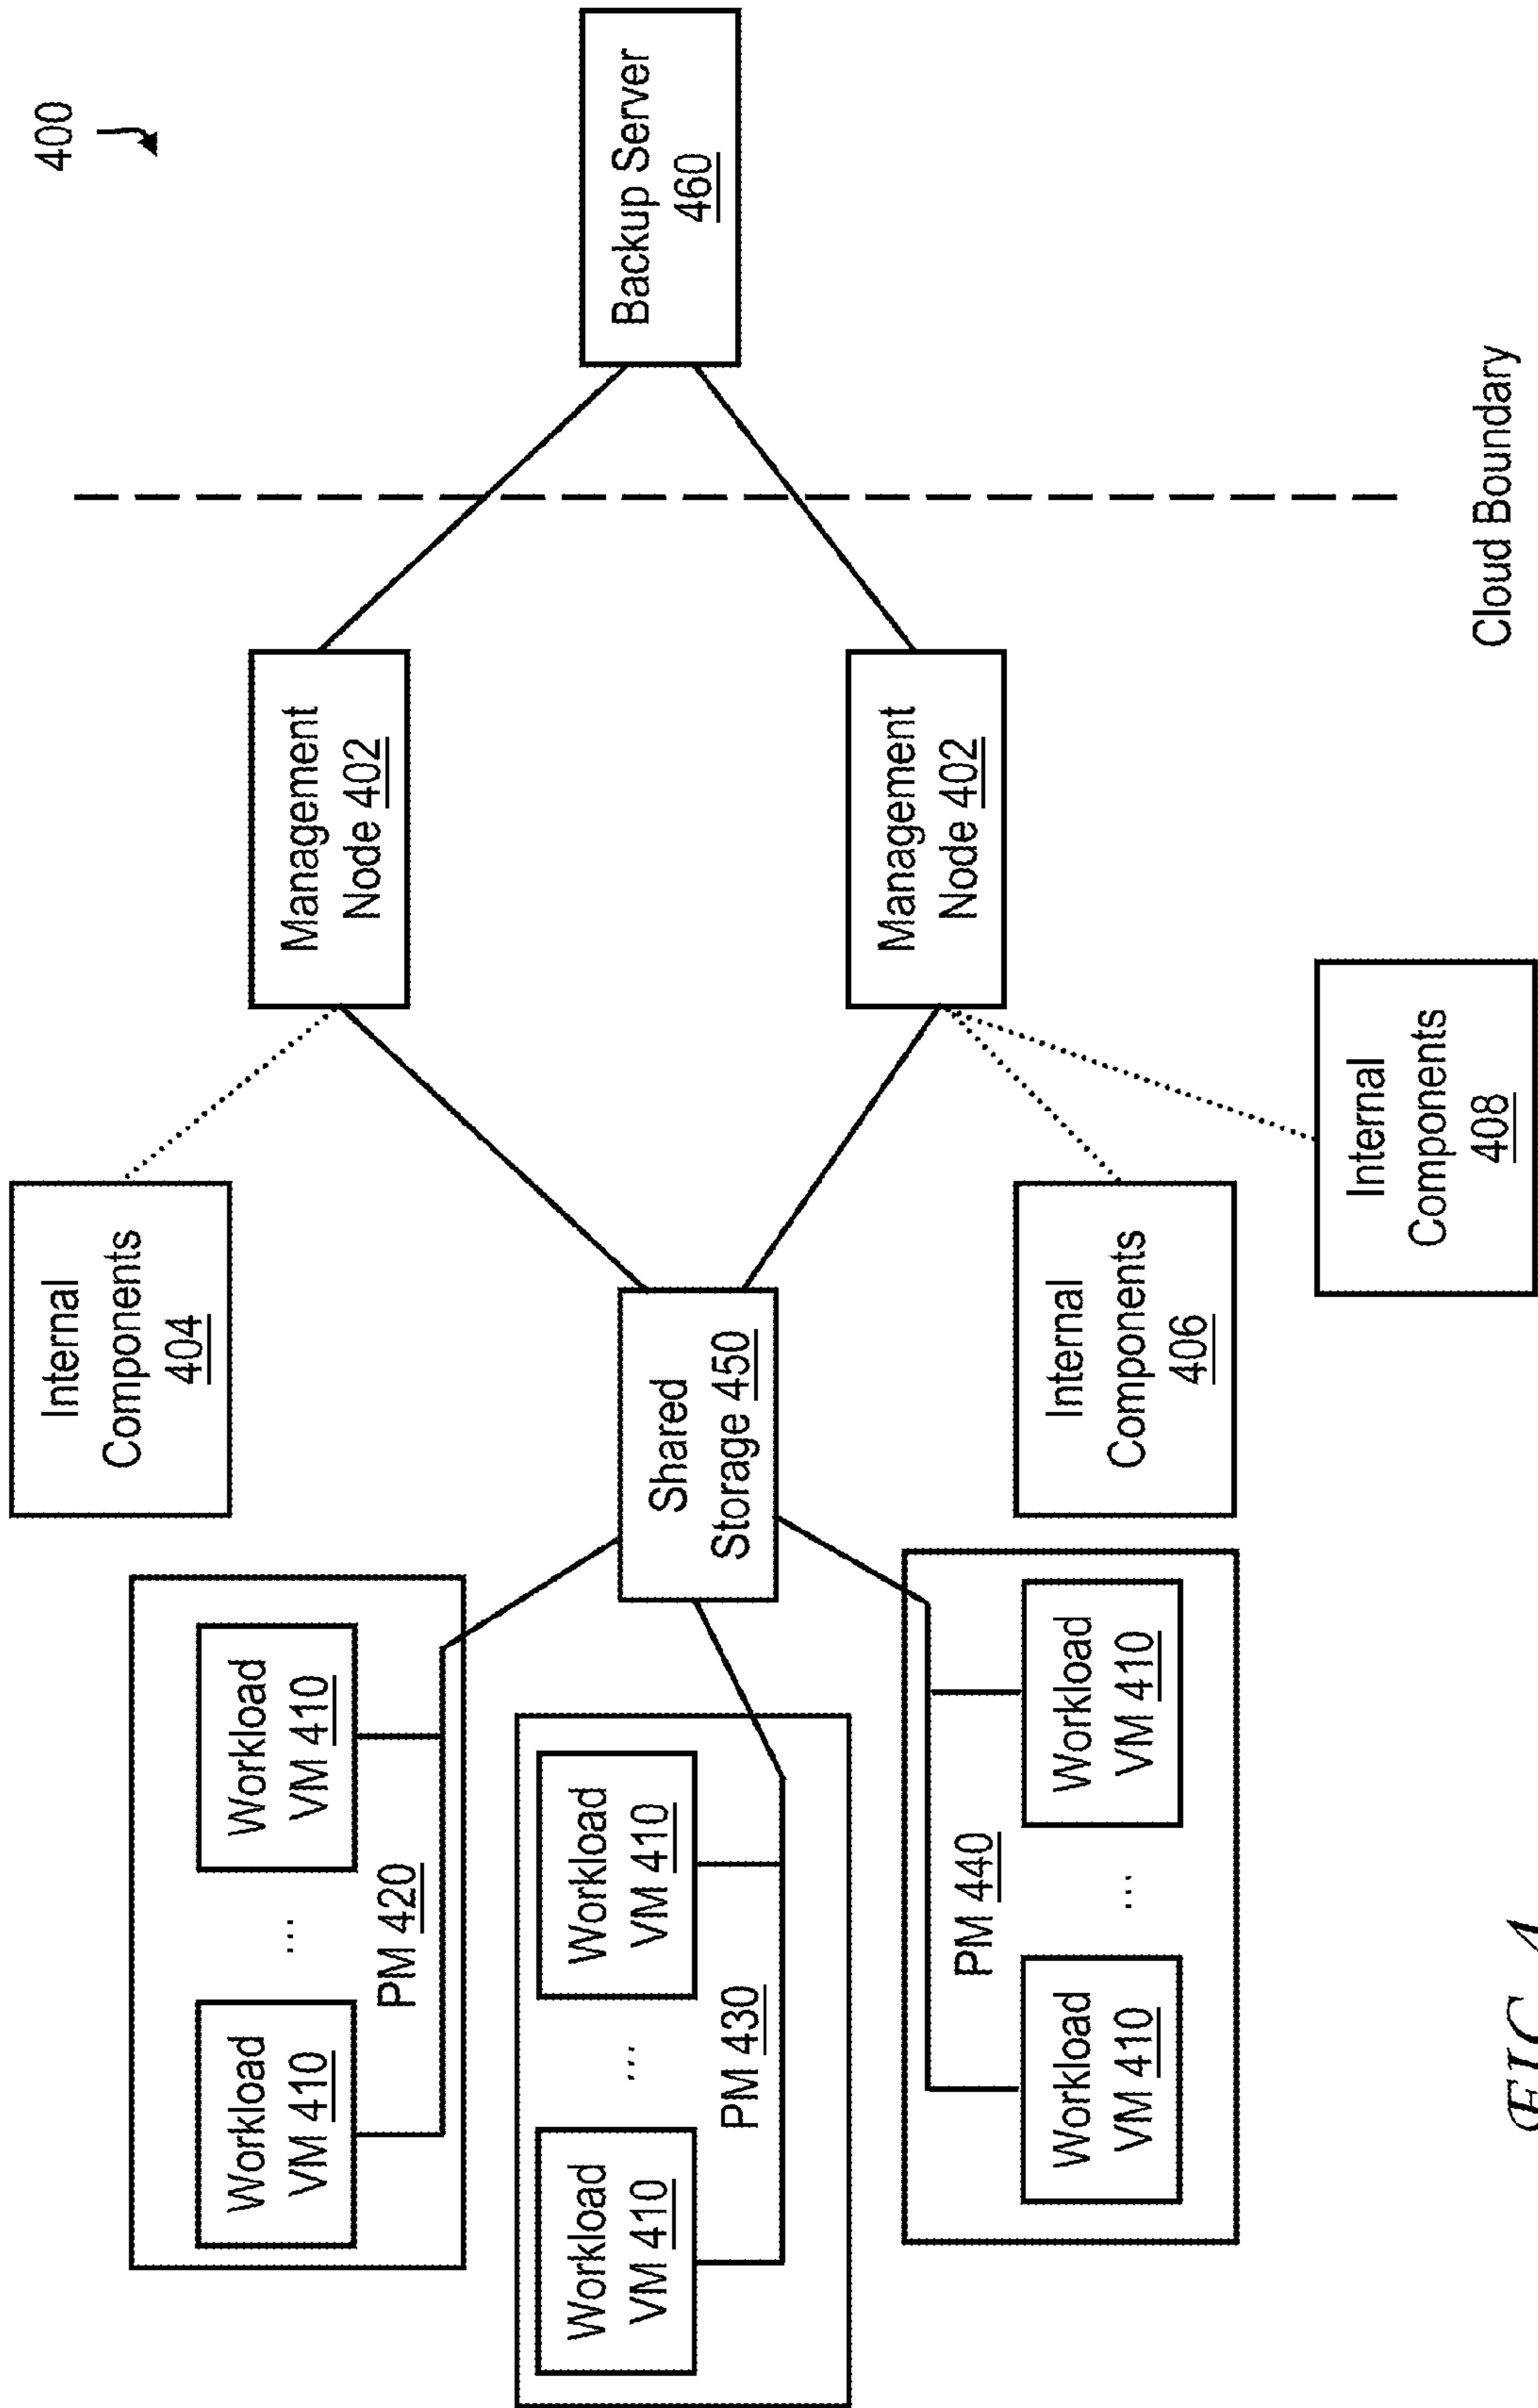 400
Backup Server
460
Cloud Boundary
Management
Node 402
Management
Node 402
Internal
Components
404
Internal
Components
406
Internal
Components
408
Shared
Storage 450
Workload
VM 410
...
Workload
VM 410
PM 420
Workload
VM 410
...
Workload
VM 410
PM 430
PM 440
Workload
VM 410
...
Workload
VM 410
FIG. 4